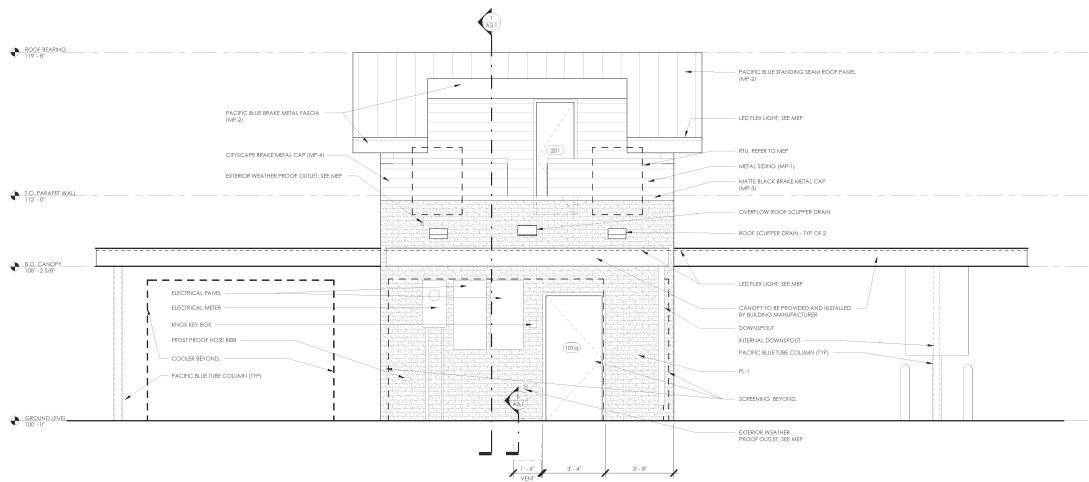 1
A3.1
ROOF BEARING
119' - 8"
PACIFIC BLUE STANDING SEAM ROOF PANEL
(MP-2)
PACIFIC BLUE BRAKE METAL FASCIA
(MP-2)
LED FLEX LIGHT; SEE MEP
201
RTU, REFER TO MEP
CITYSCAPE BRAKE METAL CAP (MP-4)
METAL SIDING (MP-1).
EXTERIOR WEATHER PROOF OUTLET; SEE MEP
MATTE BLACK BRAKE METAL CAP
(MP-3)
T.O. PARAPET WALL
112' - 0"
OVERFLOW ROOF SCUPPER DRAIN
ROOF SCUPPER DRAIN - TYP OF 2
B.O. CANOPY
108' - 2 5/8"
LED FLEX LIGHT; SEE MEP
ELECTRICAL PANEL
ELECTRICAL METER
CANOPY TO BE PROVIDED AND INSTALLED
BY BUILDING MANUFACTURER
KNOX KEY BOX
DOWNSPOUT
FROST PROOF HOSE BIBB
INTERNAL DOWNSPOUT
101a
PACIFIC BLUE TUBE COLUMN (TYP)
COOLER BEYOND.
PL-1
PACIFIC BLUE TUBE COLUMN (TYP)
SCREENING BEYOND.
A3.1
GROUND LEVEL
100' - 0"
EXTERIOR WEATHER
PROOF OUTLET; SEE MEP
1' - 6"
3' - 4"
3' - 8"
VENT